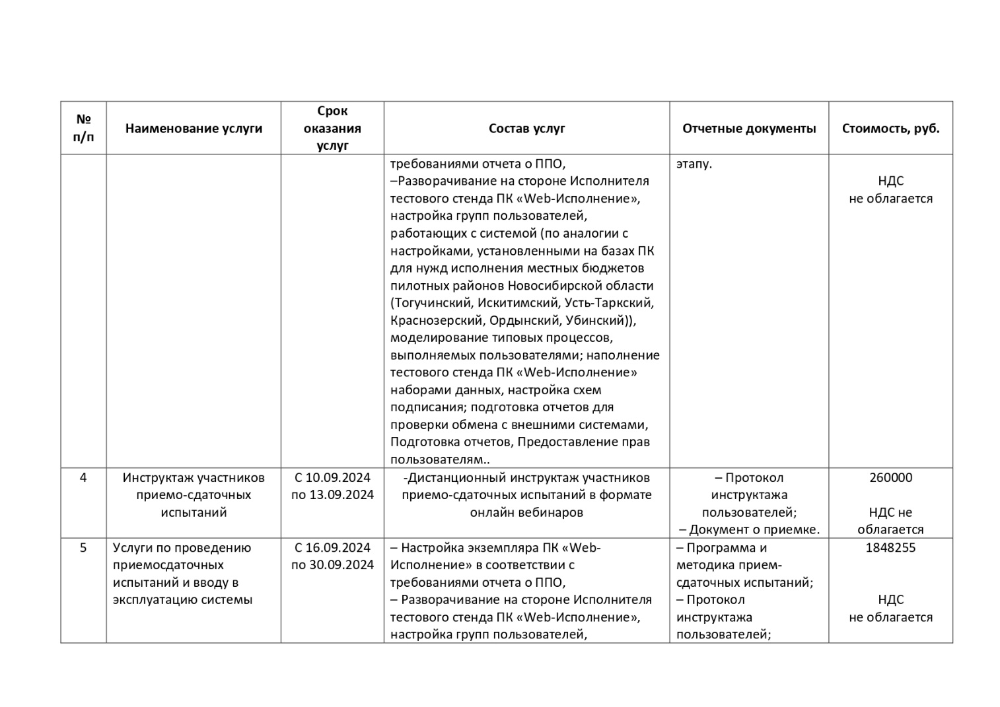 №
п/п
Наименование услуги
Срок
оказания
услуг
Состав услуг
Отчетные документы
Стоимость, руб.
требованиями отчета о ППО,
–Разворачивание на стороне Исполнителя
тестового стенда ПК «Web-Исполнение»,
настройка групп пользователей,
работающих с системой (по аналогии с
настройками, установленными на базах ПК
для нужд исполнения местных бюджетов
пилотных районов Новосибирской области
(Тогучинский, Искитимский, Усть-Таркский,
Краснозерский, Ордынский, Убинский)),
моделирование типовых процессов,
выполняемых пользователями; наполнение
тестового стенда ПК «Web-Исполнение»
наборами данных, настройка схем
подписания; подготовка отчетов для
проверки обмена с внешними системами,
Подготовка отчетов, Предоставление прав
пользователям..
этапу.
НДС
не облагается
4
Инструктаж участников
приемо-сдаточных
испытаний
С 10.09.2024
по 13.09.2024
-Дистанционный инструктаж участников
приемо-сдаточных испытаний в формате
онлайн вебинаров
– Протокол
инструктажа
пользователей;
– Документ о приемке.
260000
НДС не
облагается
5
Услуги по проведению
приемосдаточных
испытаний и вводу в
эксплуатацию системы
С 16.09.2024
по 30.09.2024
– Настройка экземпляра ПК «Web-
Исполнение» в соответствии с
требованиями отчета о ППО,
– Разворачивание на стороне Исполнителя
тестового стенда ПК «Web-Исполнение»,
настройка групп пользователей,
– Программа и
методика прием-
сдаточных испытаний;
– Протокол
инструктажа
пользователей;
1848255
НДС
не облагается